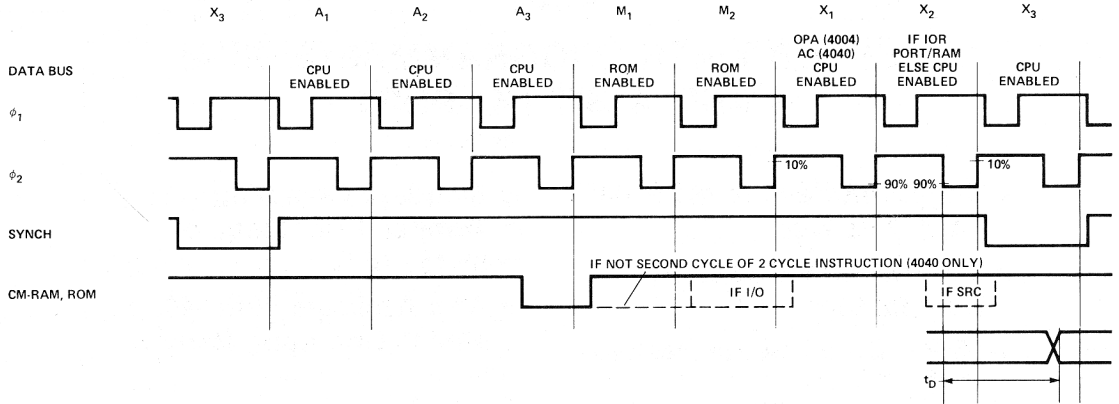 X3 A1 A2 A3 M1 M2 X1 X2 X3
DATA BUS
CPU
ENABLED
CPU
ENABLED
CPU
ENABLED
ROM
ENABLED
ROM
ENABLED
OPA (4004)
AC (4040)
CPU
ENABLED
IF IOR
PORT/RAM
ELSE CPU
ENABLED
CPU
ENABLED
ϕ1
ϕ2
10%
90% 90%
10%
SYNCH
IF NOT SECOND CYCLE OF 2 CYCLE INSTRUCTION (4040 ONLY)
CM-RAM, ROM
IF I/O
IF SRC
tD